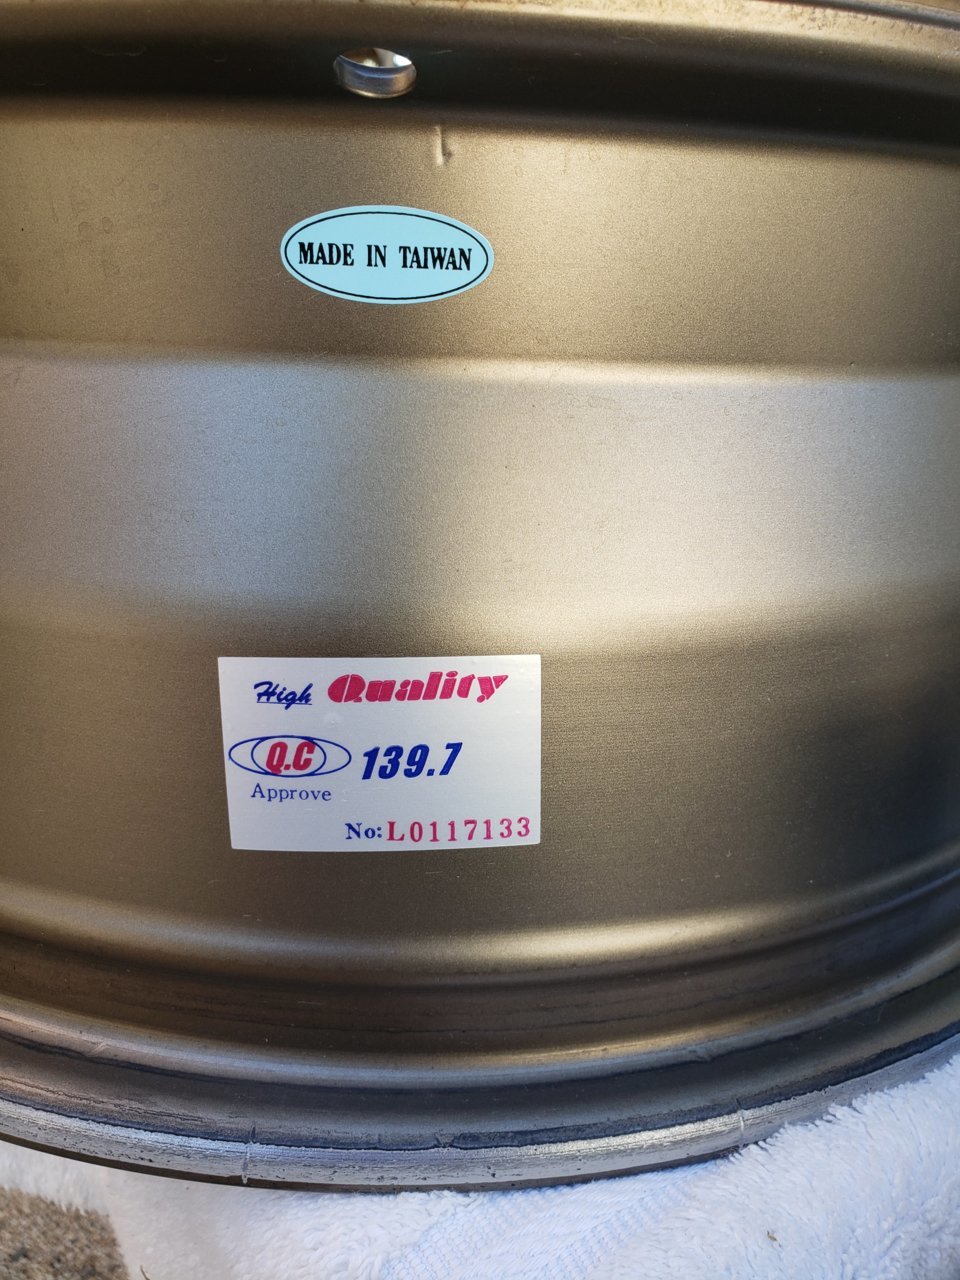 MADE IN TAIWAN
High Quality
Q.C 139.7
Approve
No: L0117133